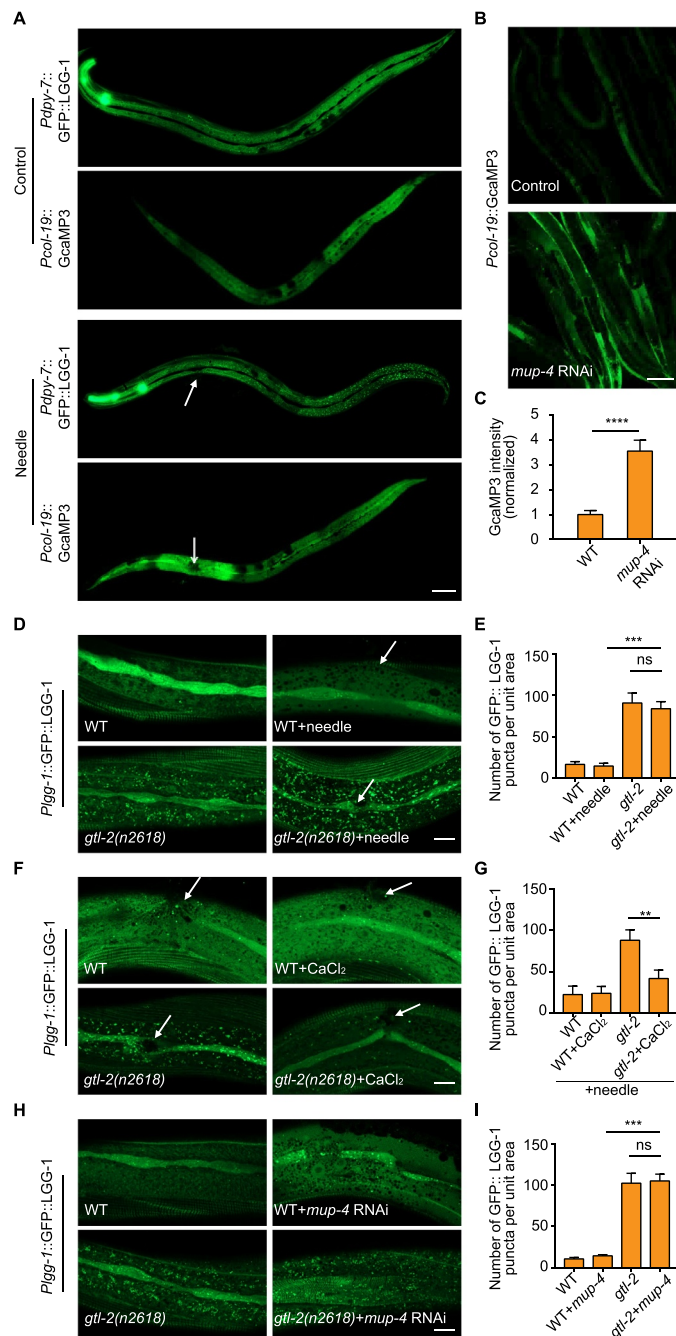 A
B
Control
Pdpy-7::
GFP::LGG-1
Pcol-19::
GcaMP3
Needle
Pdpy-7::
GFP::LGG-1
Pcol-19::
GcaMP3
Pcol-19::GcaMP3
Control
mup-4 RNAi
C
GcaMP3 intensity
(normalized)
5
4
3
2
1
0
****
WT
mup-4
RNAi
D
Plgg-1::GFP::LGG-1
WT
WT+needle
gtl-2(n2618)
gtl-2(n2618)+needle
E
Number of GFP:: LGG-1
puncta per unit area
150
100
50
0
***
ns
WT
WT+needle
gtl-2
gtl-2+needle
F
Plgg-1::GFP::LGG-1
WT
WT+CaCl₂
gtl-2(n2618)
gtl-2(n2618)+CaCl₂
G
Number of GFP:: LGG-1
puncta per unit area
150
100
50
0
**
WT
WT+CaCl₂
gtl-2
gtl-2+CaCl₂
+needle
H
Plgg-1::GFP::LGG-1
WT
WT+mup-4 RNAi
gtl-2(n2618)
gtl-2(n2618)+mup-4 RNAi
I
Number of GFP:: LGG-1
puncta per unit area
150
100
50
0
***
ns
WT
WT+mup-4
gtl-2
gtl-2+mup-4